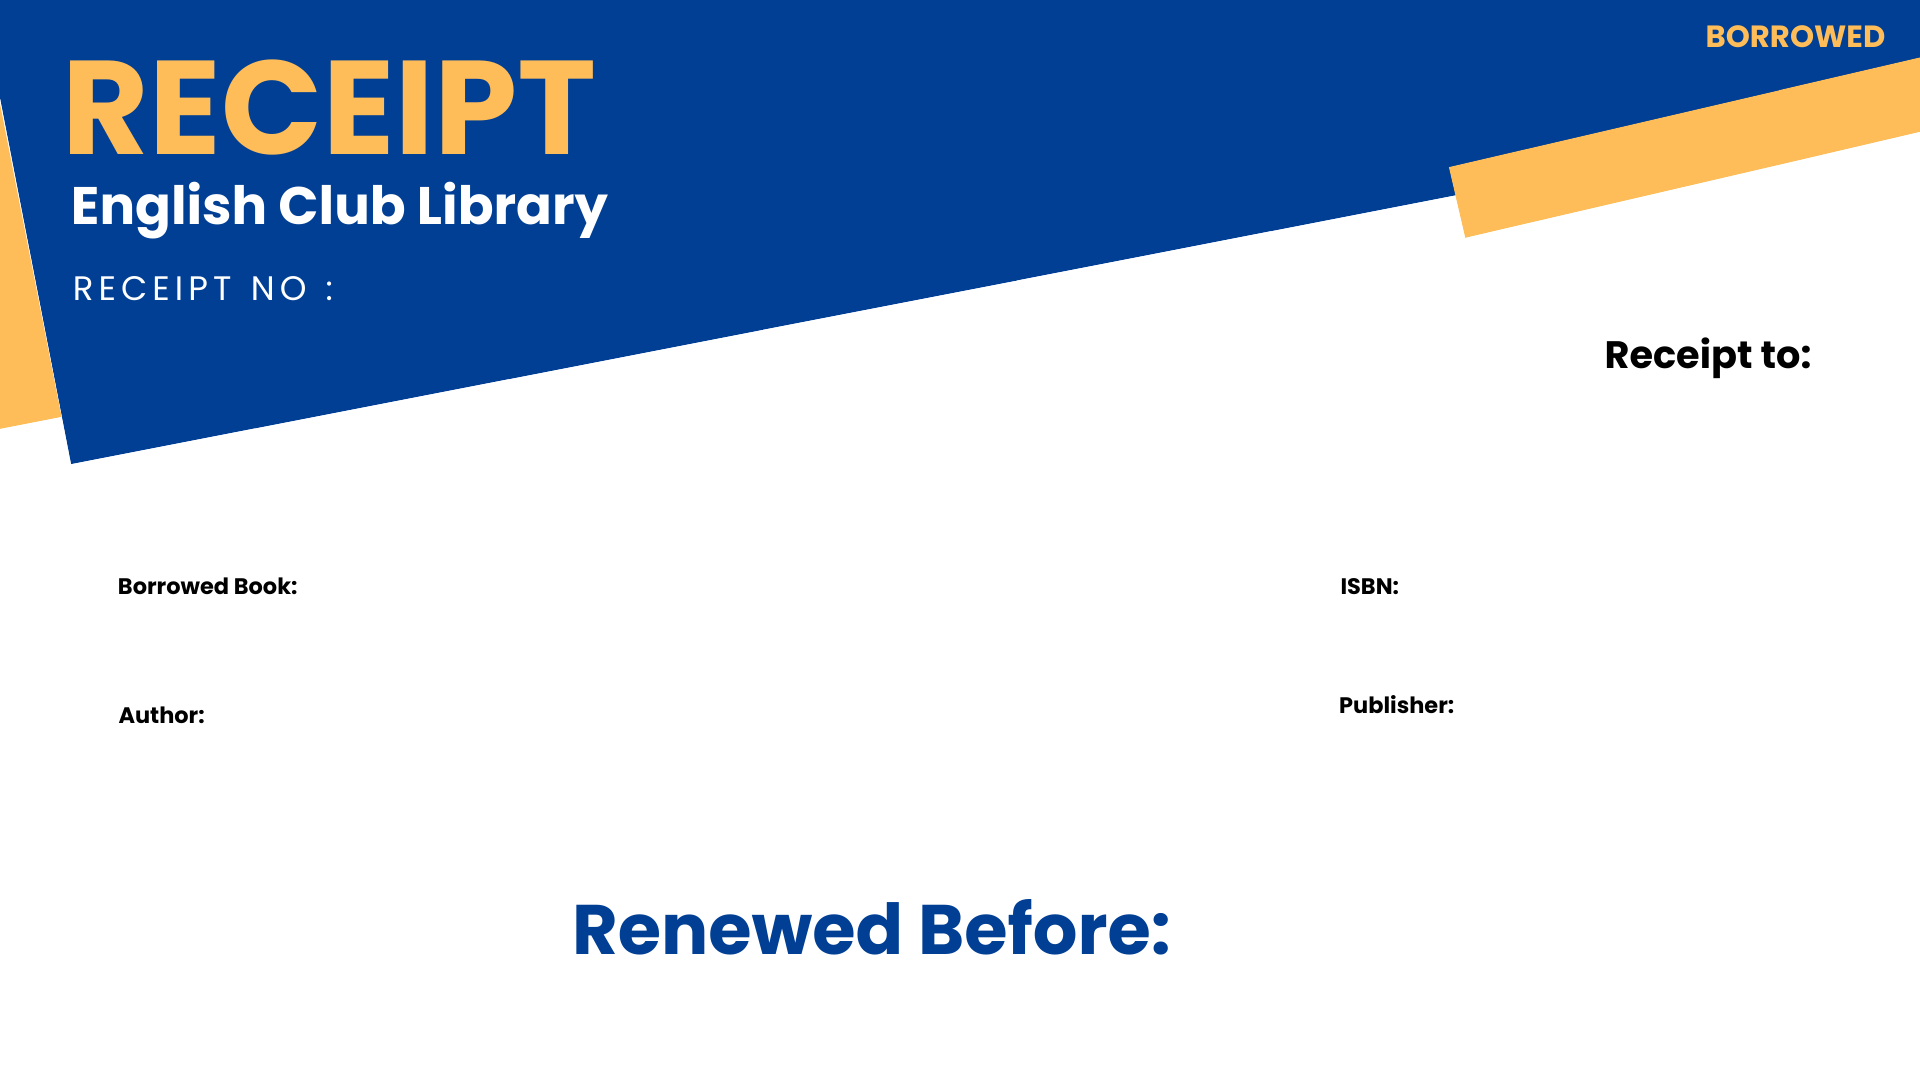 BORROWED
RECEIPT
English Club Library
RECEIPT NO :
Receipt to:
Borrowed Book:
ISBN:
Author:
Publisher:
Renewed Before: